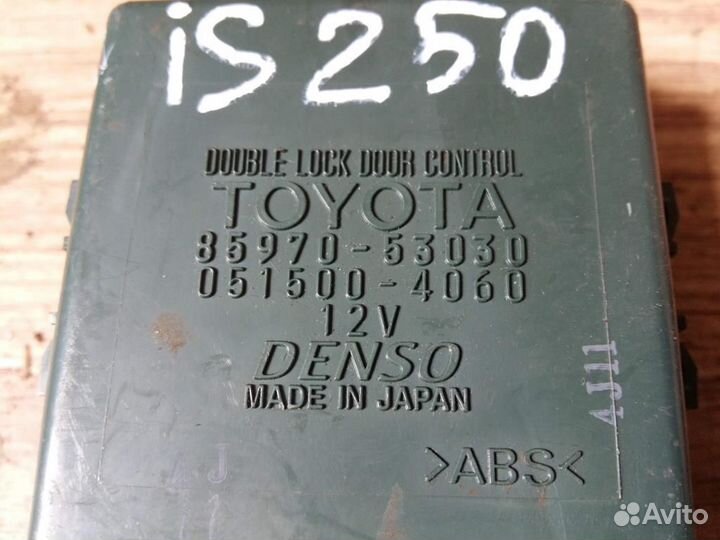 iS 250
DOUBLE LOCK DOOR CONTROL
TOYOTA
85970-53030
051500-4060
12V
DENSO
MADE IN JAPAN
4J11
J
>ABS<
Avito